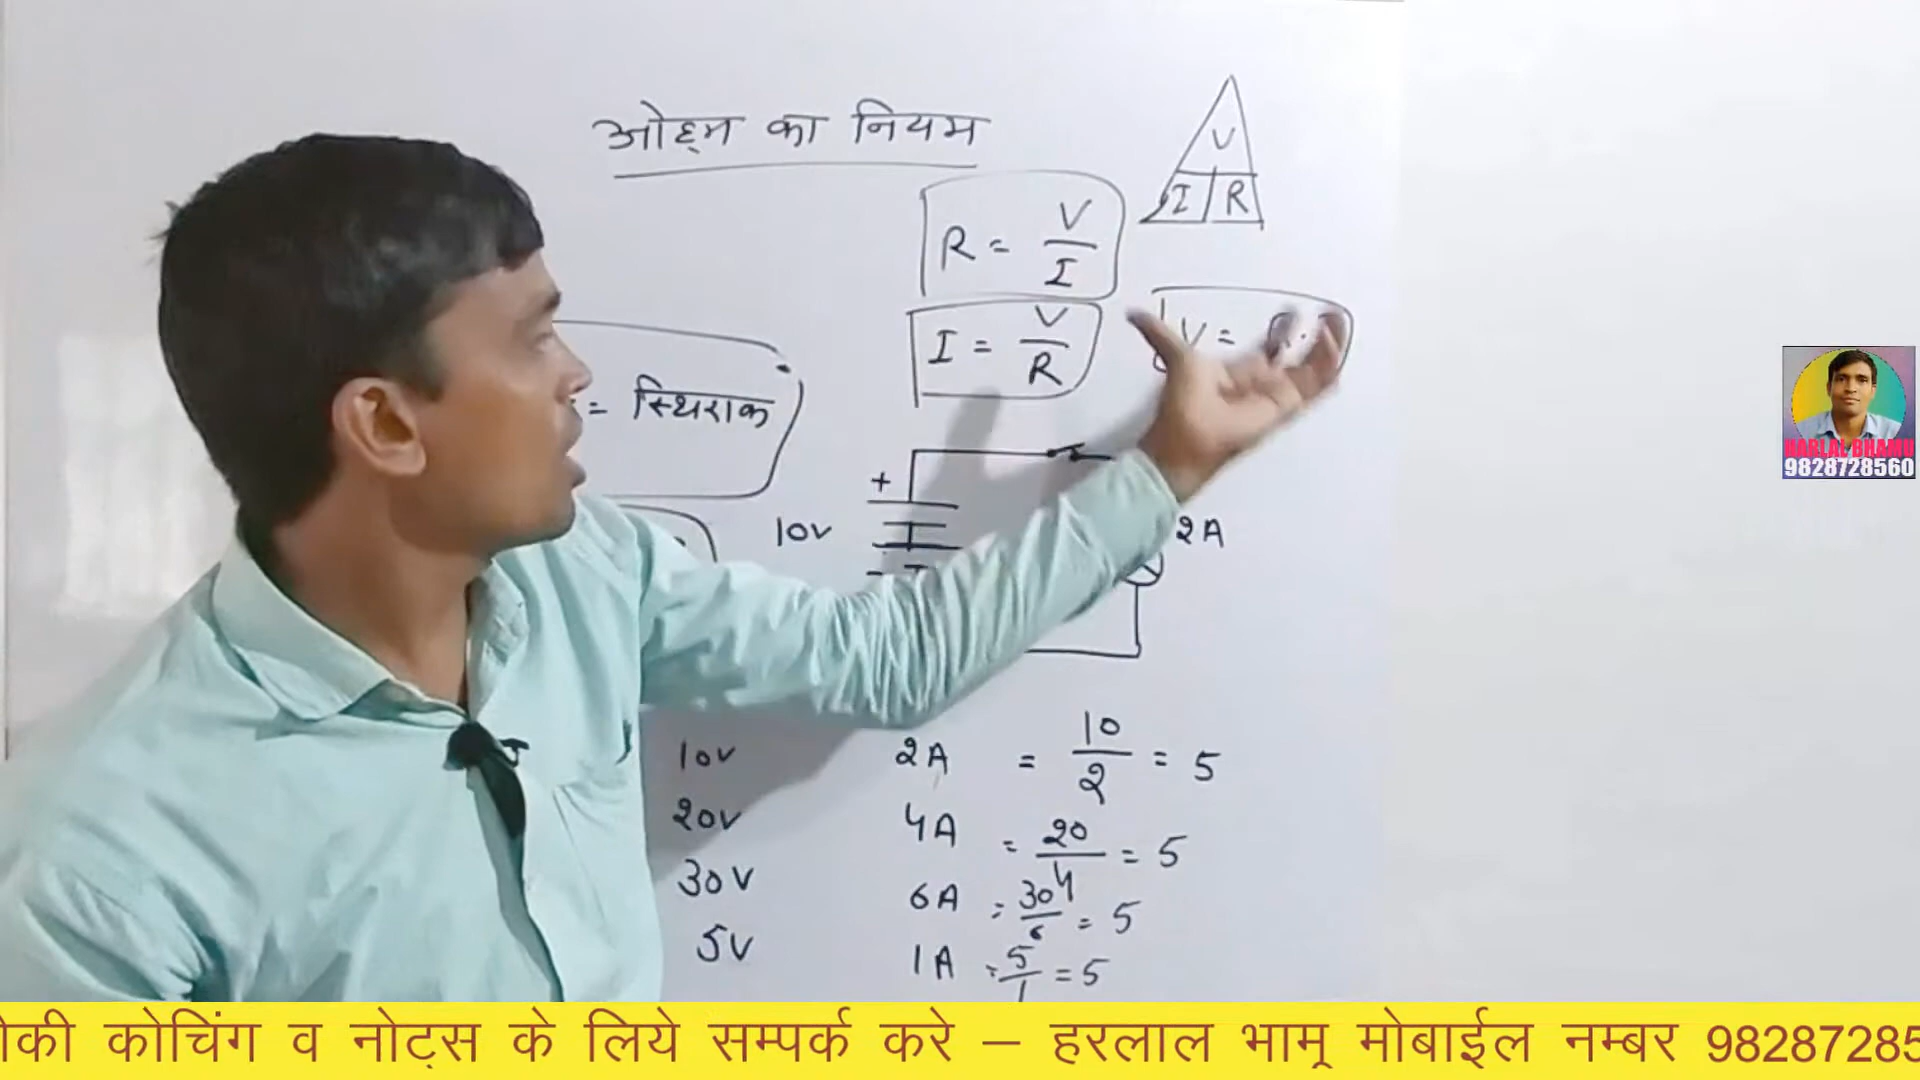 ओह्म का नियम
V
I R
R = V/I
I = V/R
V =
= स्थिरांक
+
10V
2A
-
10V 2A = 10/2 = 5
20V 4A = 20/4 = 5
30V 6A = 30/6 = 5
5V 1A = 5/1 = 5
HARLAL BHAMU
9828728560
कोचिंग व नोट्स के लिये सम्पर्क करे – हरलाल भामू मोबाईल नम्बर 98287285